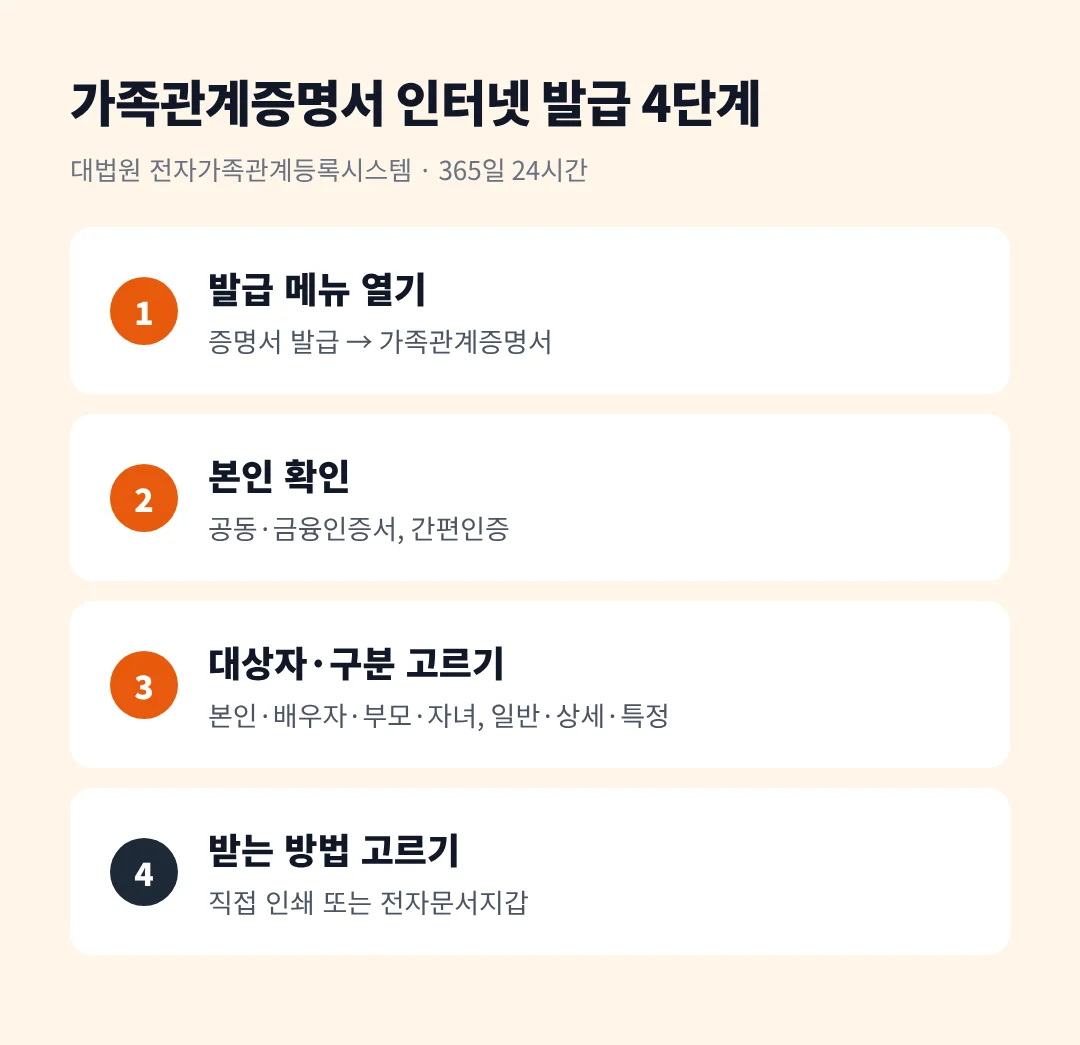 가족관계증명서 인터넷 발급 4단계
대법원 전자가족관계등록시스템 · 365일 24시간
1
발급 메뉴 열기
증명서 발급 → 가족관계증명서
2
본인 확인
공동·금융인증서, 간편인증
3
대상자·구분 고르기
본인·배우자·부모·자녀, 일반·상세·특정
4
받는 방법 고르기
직접 인쇄 또는 전자문서지갑